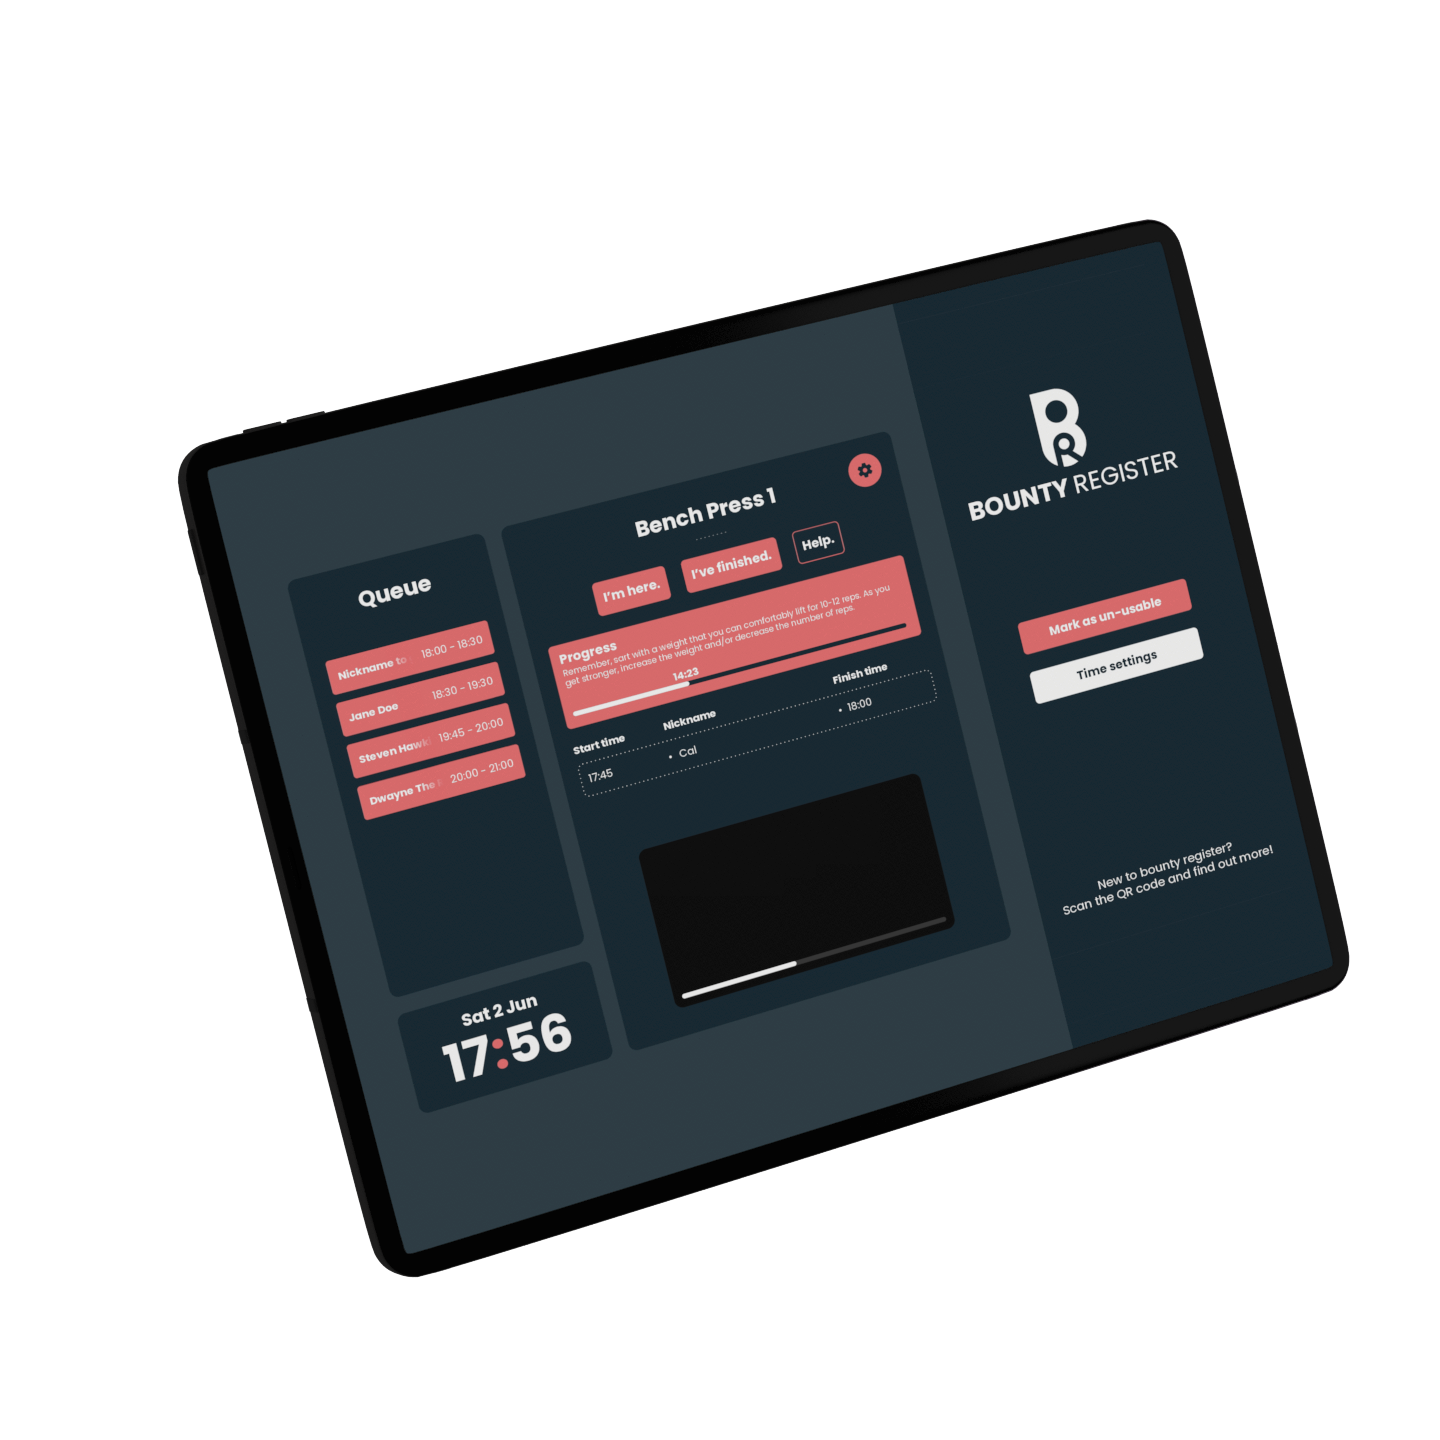 Queue
Nickname to 18:00 - 18:30
Jane Doe 18:30 - 19:30
Steven Hawk 19:45 - 20:00
Dwayne The 20:00 - 21:00
Sat 2 Jun
17:56
Bench Press 1
I'm here. I've finished. Help.
Progress
Remember, sart with a weight that you can comfortably lift for 10-12 reps. As you
get stronger, increase the weight and/or decrease the number of reps.
14:23
Start time Nickname Finish time
17:45 • Cal • 18:00
BR
BOUNTY REGISTER
Mark as un-usable
Time settings
New to bounty register?
Scan the QR code and find out more!